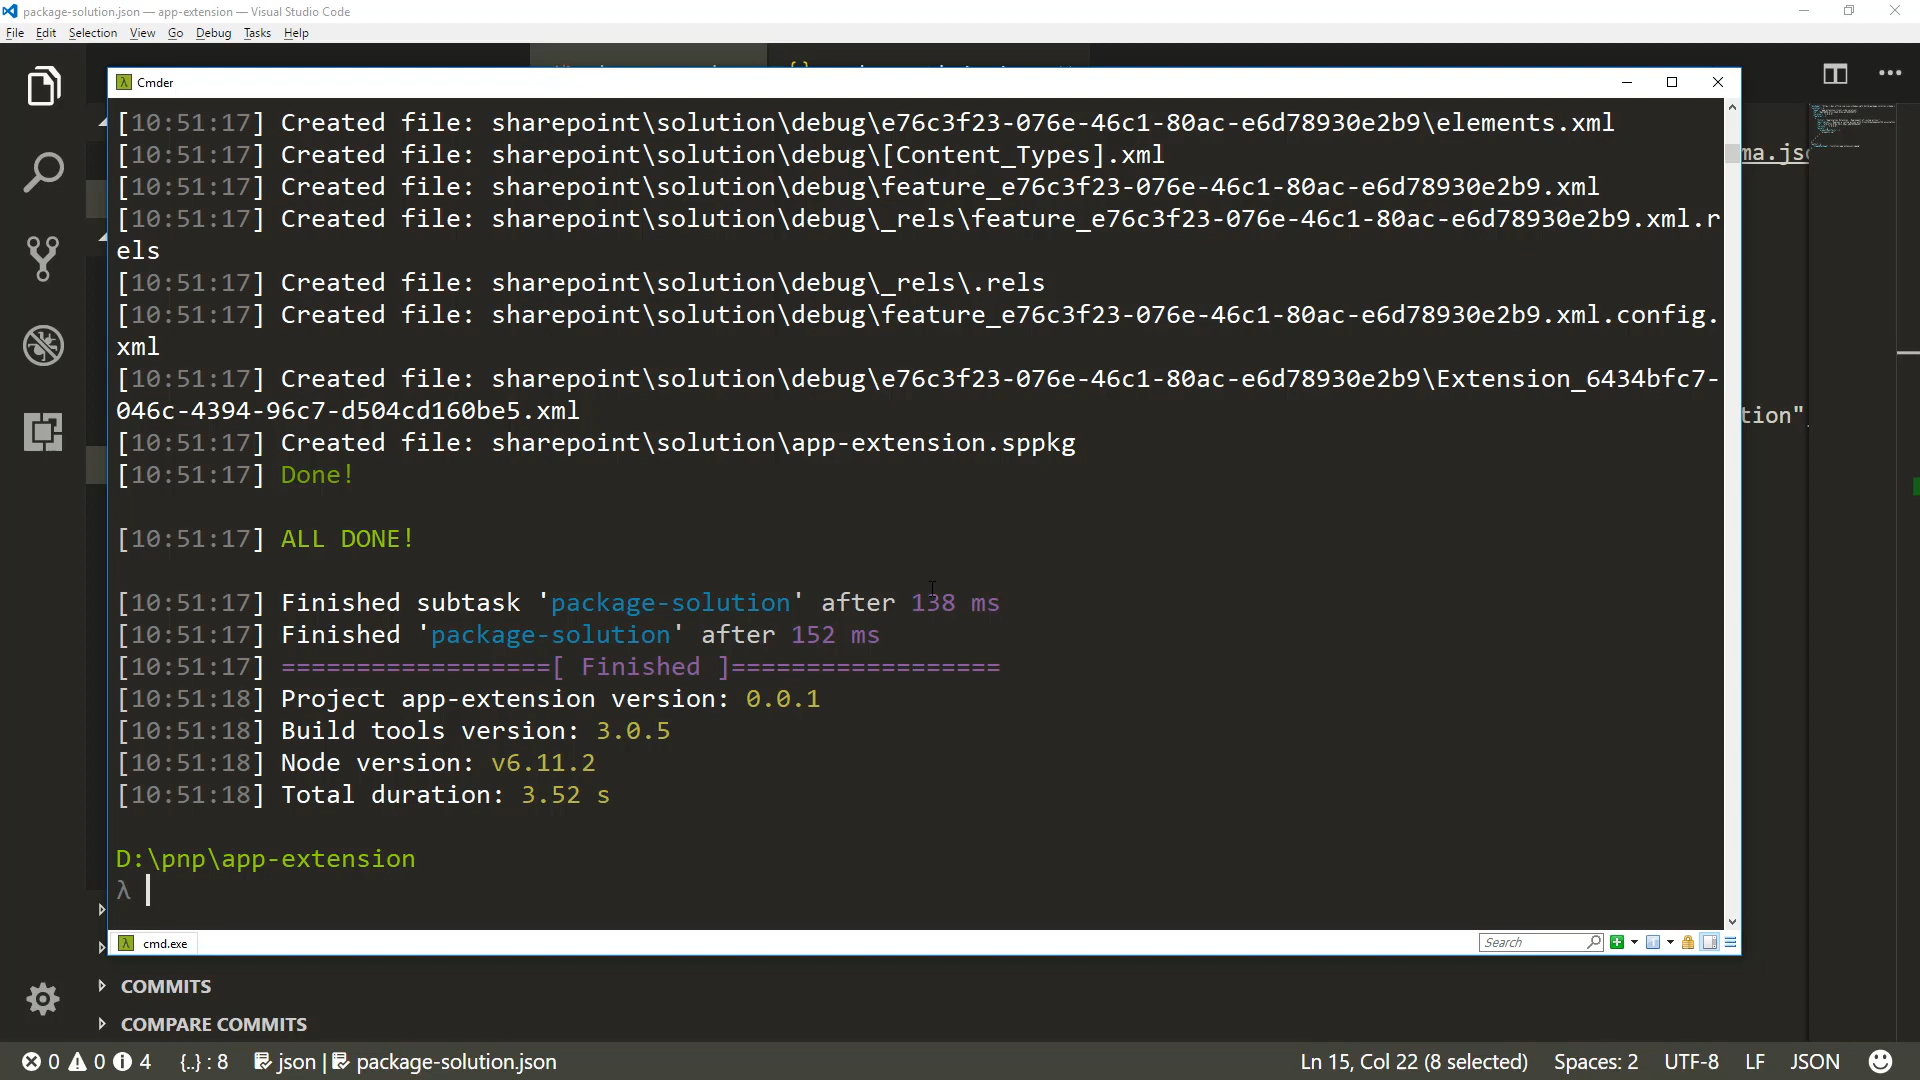 package-solution.json — app-extension — Visual Studio Code
File Edit Selection View Go Debug Tasks Help
Cmder
[10:51:17] Created file: sharepoint\solution\debug\e76c3f23-076e-46c1-80ac-e6d78930e2b9\elements.xml
[10:51:17] Created file: sharepoint\solution\debug\[Content_Types].xml
[10:51:17] Created file: sharepoint\solution\debug\feature_e76c3f23-076e-46c1-80ac-e6d78930e2b9.xml
[10:51:17] Created file: sharepoint\solution\debug\_rels\feature_e76c3f23-076e-46c1-80ac-e6d78930e2b9.xml.r
els
[10:51:17] Created file: sharepoint\solution\debug\_rels\.rels
[10:51:17] Created file: sharepoint\solution\debug\feature_e76c3f23-076e-46c1-80ac-e6d78930e2b9.xml.config.
xml
[10:51:17] Created file: sharepoint\solution\debug\e76c3f23-076e-46c1-80ac-e6d78930e2b9\Extension_6434bfc7-
046c-4394-96c7-d504cd160be5.xml
[10:51:17] Created file: sharepoint\solution\app-extension.sppkg
[10:51:17] Done!
[10:51:17] ALL DONE!
[10:51:17] Finished subtask 'package-solution' after 138 ms
[10:51:17] Finished 'package-solution' after 152 ms
[10:51:17] ==================[ Finished ]==================
[10:51:18] Project app-extension version: 0.0.1
[10:51:18] Build tools version: 3.0.5
[10:51:18] Node version: v6.11.2
[10:51:18] Total duration: 3.52 s
D:\pnp\app-extension
λ
cmd.exe
Search
ma.js
tion"
COMMITS
COMPARE COMMITS
0 0 4 {..} : 8 json | package-solution.json Ln 15, Col 22 (8 selected) Spaces: 2 UTF-8 LF JSON